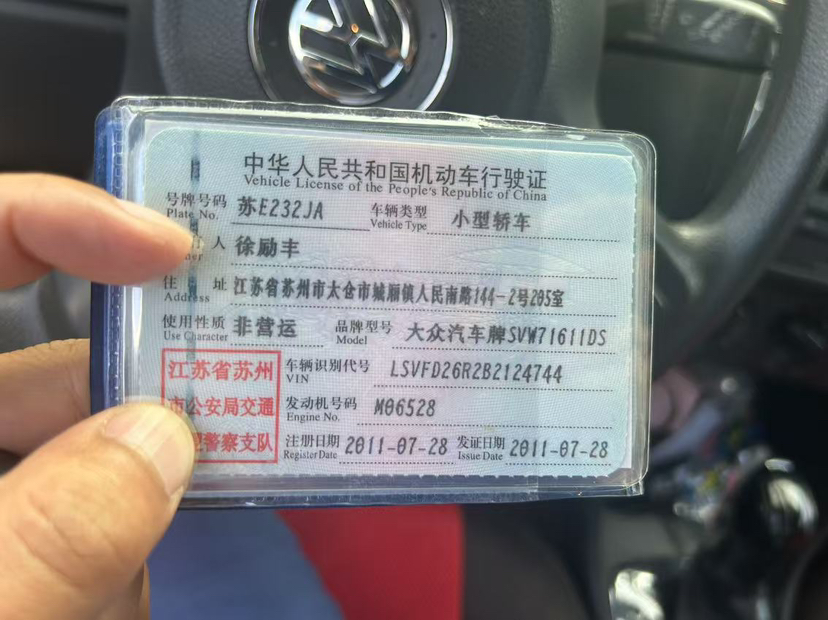 中华人民共和国机动车行驶证
Vehicle License of the People's Republic of China
号牌号码 苏E232JA 车辆类型 小型轿车
Plate No. Vehicle Type
人 徐励丰
住 址 江苏省苏州市太仓市城厢镇人民南路144-2号205室
Address
使用性质 非营运 品牌型号 大众汽车牌SVW71611DS
Use Character Model
江苏省苏州 车辆识别代号 LSVFD26R2B2124744
VIN
市公安局交通 发动机号码 M06528
Engine No.
警察支队 注册日期 2011-07-28 发证日期 2011-07-28
Register Date Issue Date